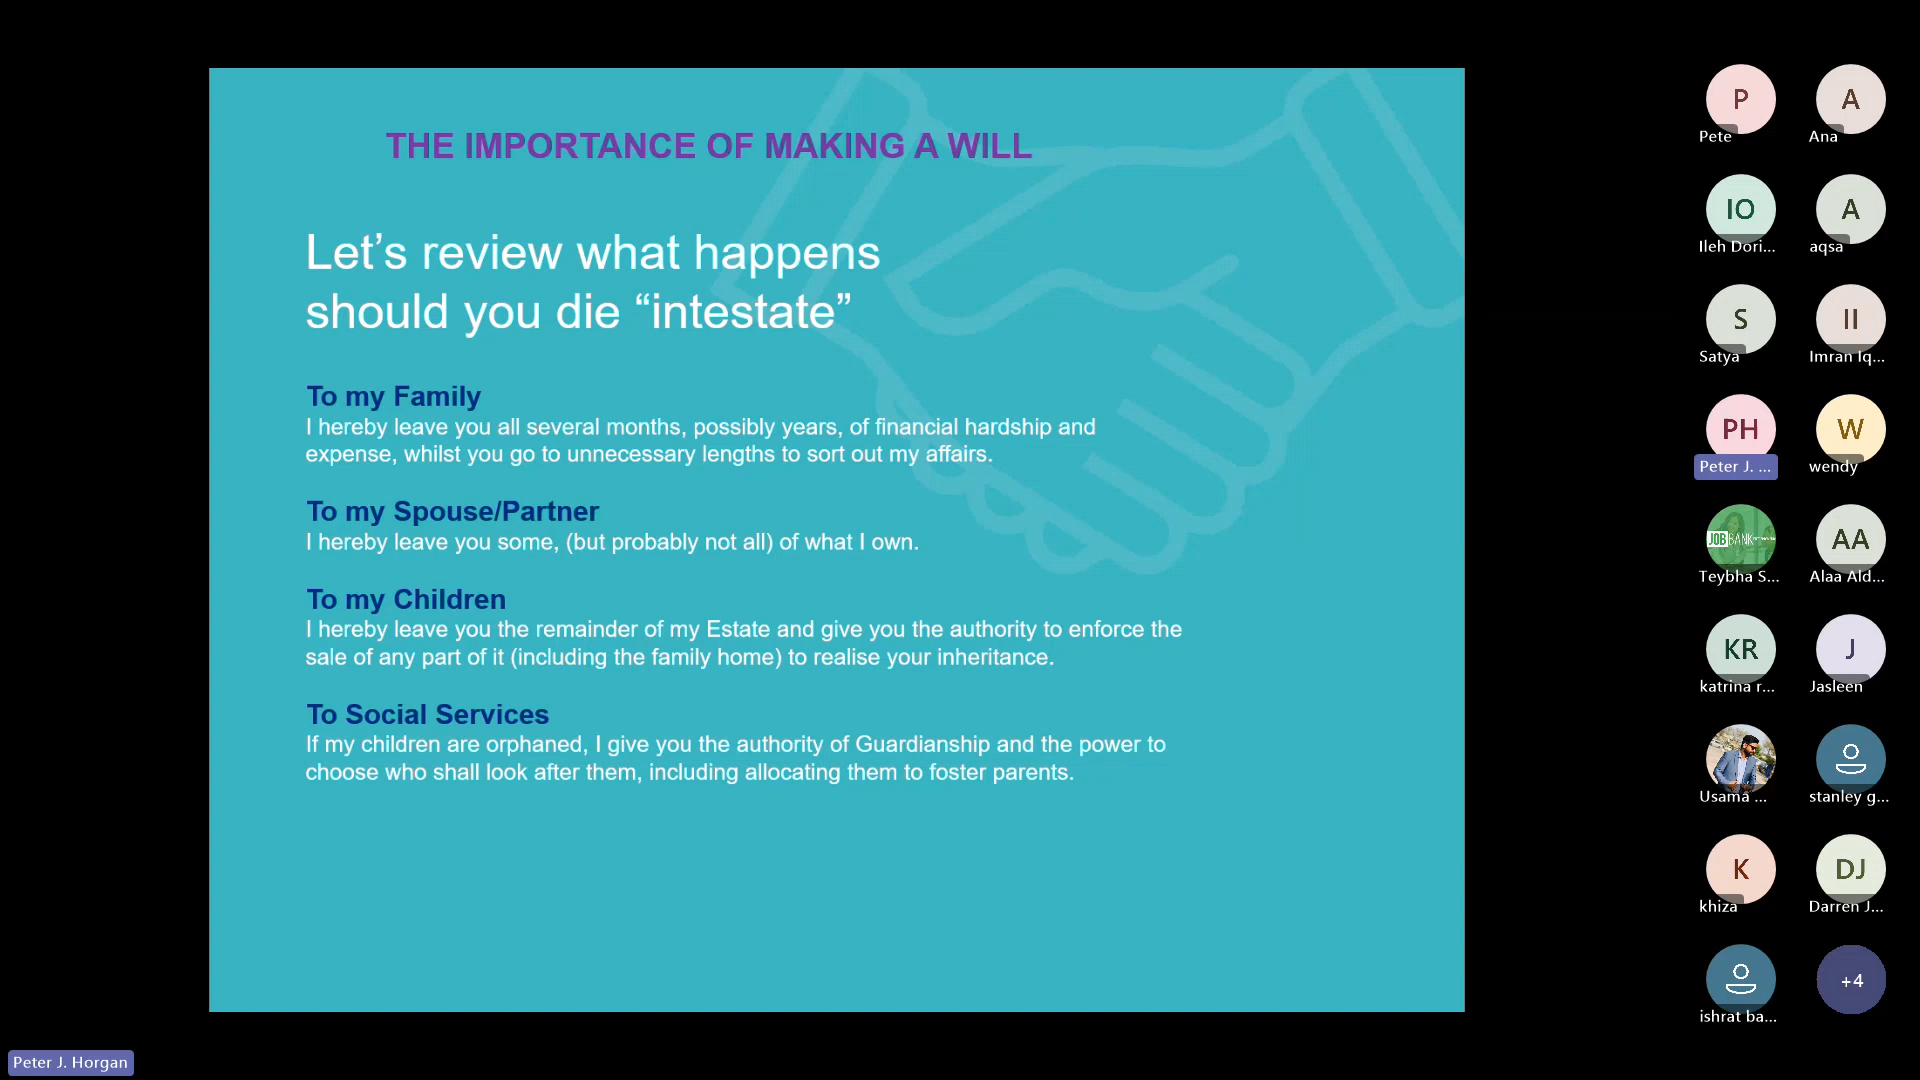 THE IMPORTANCE OF MAKING A WILL
Let’s review what happens
should you die “intestate”
To my Family
I hereby leave you all several months, possibly years, of financial hardship and
expense, whilst you go to unnecessary lengths to sort out my affairs.
To my Spouse/Partner
I hereby leave you some, (but probably not all) of what I own.
To my Children
I hereby leave you the remainder of my Estate and give you the authority to enforce the
sale of any part of it (including the family home) to realise your inheritance.
To Social Services
If my children are orphaned, I give you the authority of Guardianship and the power to
choose who shall look after them, including allocating them to foster parents.
P
Pete
A
Ana
IO
Ileh Dori...
A
aqsa
S
Satya
II
Imran Iq...
PH
Peter J. ...
W
wendy
JOB BANK
Teybha S...
AA
Alaa Ald...
KR
katrina r...
J
Jasleen
Usama ...
stanley g...
K
khiza
DJ
Darren J...
ishrat ba...
+4
Peter J. Horgan